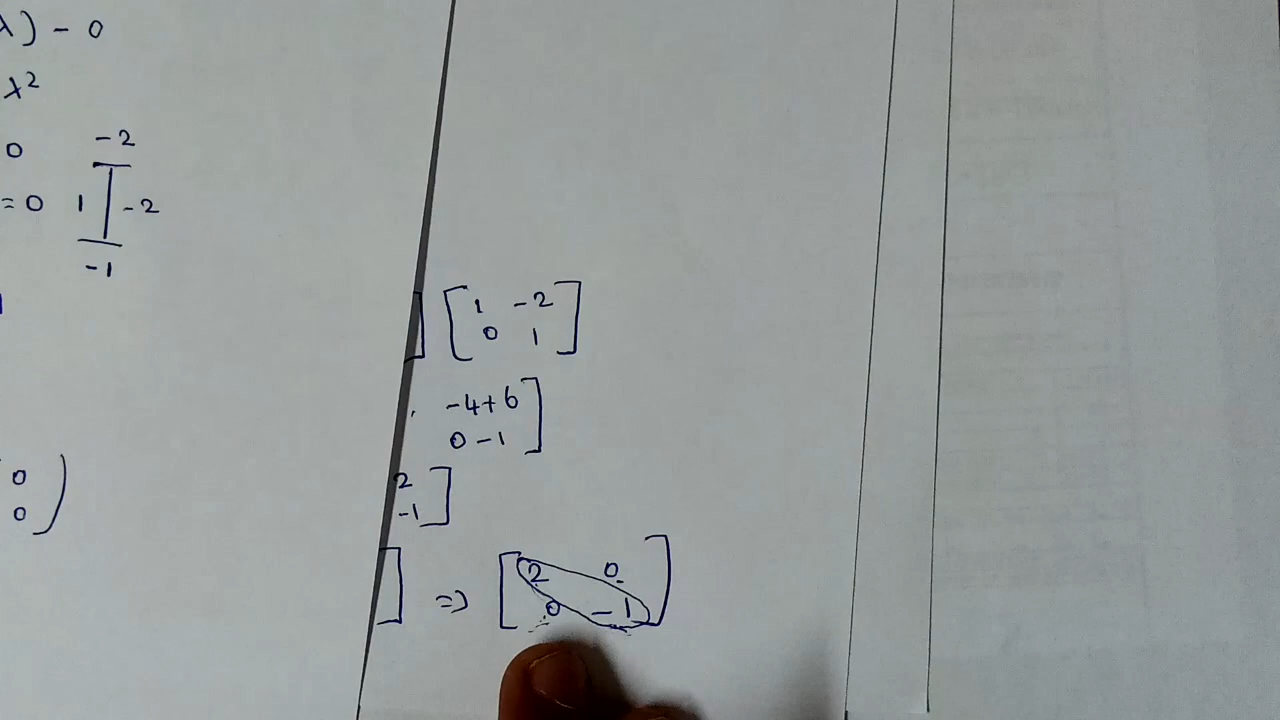 λ) - 0
λ²
0
-2
= 0 1 -2
-1
0
0 )
] [ 1 -2
0 1 ]
-4+6
0 -1 ]
2
-1 ]
] => [ 2 0
0 -1 ]